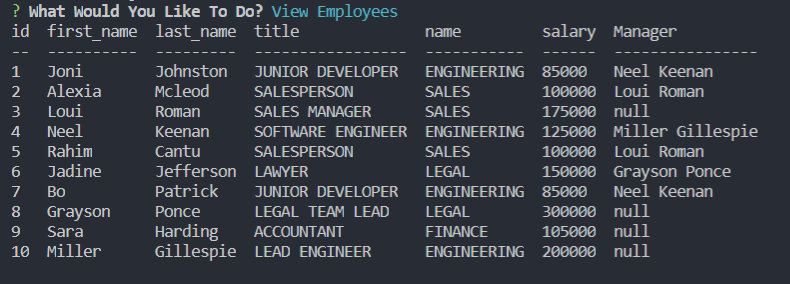 ? What Would You Like To Do? View Employees
id  first_name  last_name  title              name         salary  Manager
--  ----------  ---------  -----------------  -----------  ------  ----------------
1   Joni        Johnston   JUNIOR DEVELOPER   ENGINEERING  85000   Neel Keenan
2   Alexia      Mcleod     SALESPERSON        SALES        100000  Loui Roman
3   Loui        Roman      SALES MANAGER      SALES        175000  null
4   Neel        Keenan     SOFTWARE ENGINEER  ENGINEERING  125000  Miller Gillespie
5   Rahim       Cantu      SALESPERSON        SALES        100000  Loui Roman
6   Jadine      Jefferson  LAWYER             LEGAL        150000  Grayson Ponce
7   Bo          Patrick    JUNIOR DEVELOPER   ENGINEERING  85000   Neel Keenan
8   Grayson     Ponce      LEGAL TEAM LEAD    LEGAL        300000  null
9   Sara        Harding    ACCOUNTANT         FINANCE      105000  null
10  Miller      Gillespie  LEAD ENGINEER      ENGINEERING  200000  null